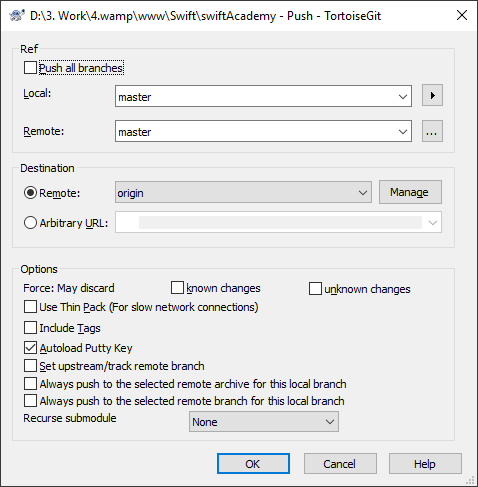 D:\3. Work\4.wamp\www\Swift\swiftAcademy - Push - TortoiseGit
Ref
Push all branches
Local: master
Remote: master ...
Destination
Remote: origin Manage
Arbitrary URL:
Options
Force: May discard known changes unknown changes
Use Thin Pack (For slow network connections)
Include Tags
Autoload Putty Key
Set upstream/track remote branch
Always push to the selected remote archive for this local branch
Always push to the selected remote branch for this local branch
Recurse submodule None
OK Cancel Help